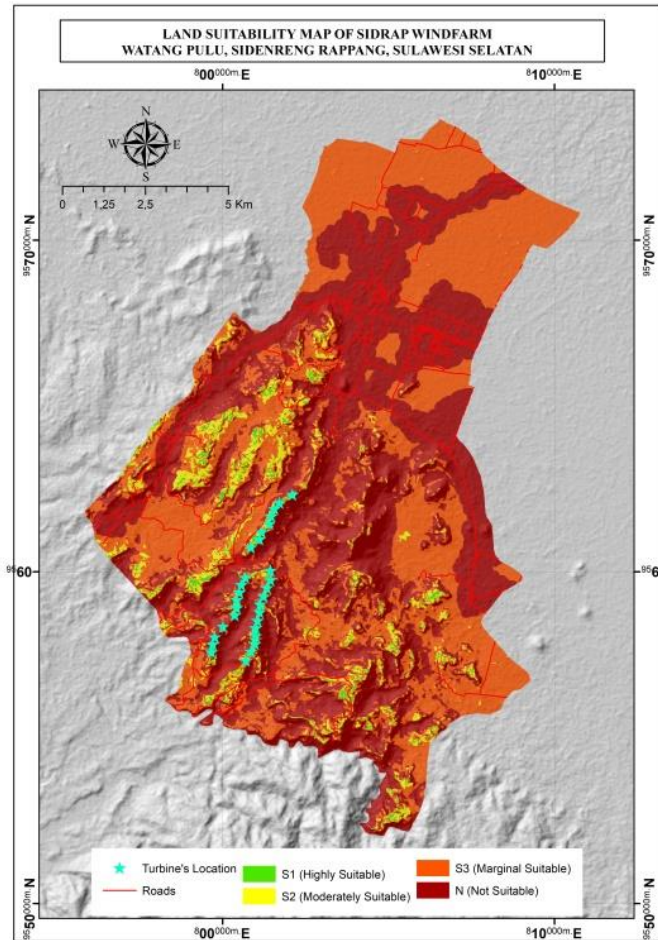 LAND SUITABILITY MAP OF SIDRAP WINDFARM
WATANG PULU, SIDENRENG RAPPANG, SULAWESI SELATAN
800000m. E
810000m. E
N
W E
S
0 1,25 2,5 5 Km
9570000m. N
9570000m. N
9560
9560
9550000m. N
9550000m. N
Turbine's Location
Roads
S1 (Highly Suitable)
S2 (Moderately Suitable)
S3 (Marginal Suitable)
N (Not Suitable)
800000m. E
810000m. E